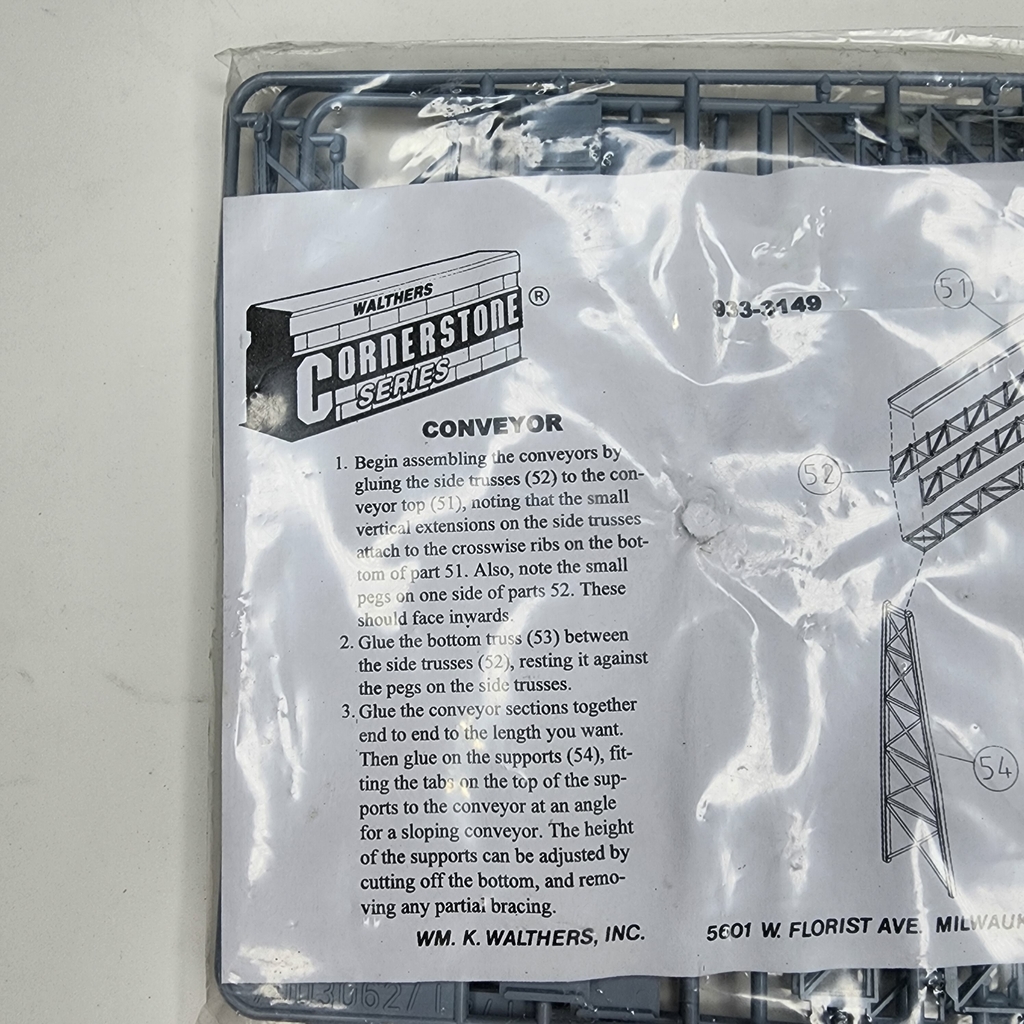 WALTHERS
CORNERSTONE ®
SERIES
933-3149
51
CONVEYOR
1. Begin assembling the conveyors by
gluing the side trusses (52) to the con-
veyor top (51), noting that the small
vertical extensions on the side trusses
attach to the crosswise ribs on the bot-
tom of part 51. Also, note the small
pegs on one side of parts 52. These
should face inwards.
2. Glue the bottom truss (53) between
the side trusses (52), resting it against
the pegs on the side trusses.
3. Glue the conveyor sections together
end to end to the length you want.
Then glue on the supports (54), fit-
ting the tabs on the top of the sup-
ports to the conveyor at an angle
for a sloping conveyor. The height
of the supports can be adjusted by
cutting off the bottom, and remo-
ving any partial bracing.
52
54
WM. K. WALTHERS, INC.
5601 W. FLORIST AVE. MILWAUK